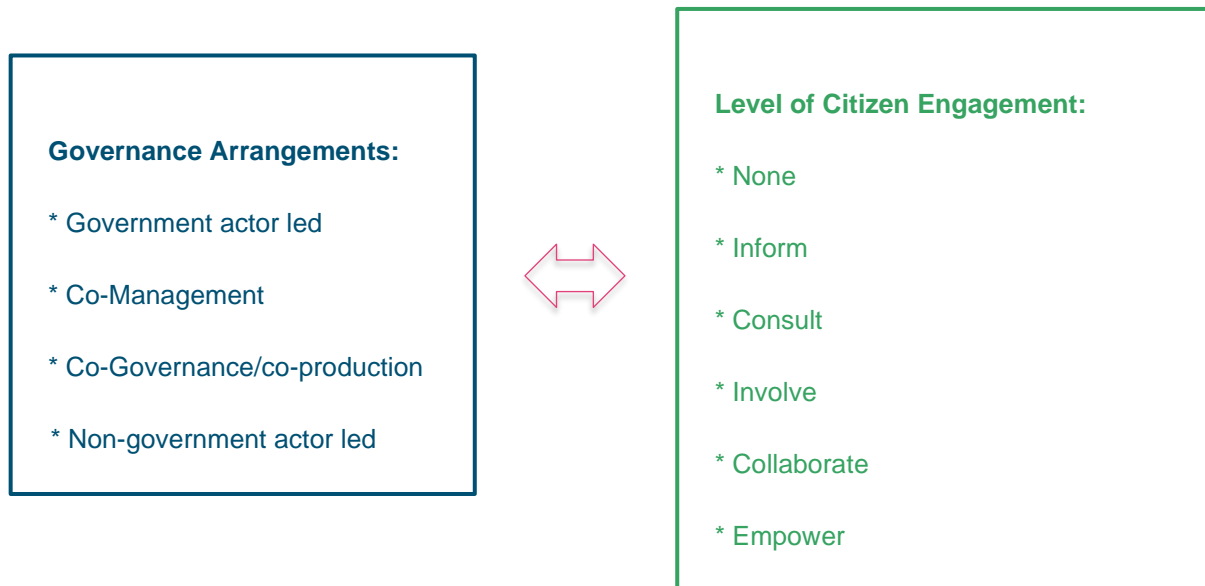 Governance Arrangements:
* Government actor led
* Co-Management
* Co-Governance/co-production
* Non-government actor led
Level of Citizen Engagement:
* None
* Inform
* Consult
* Involve
* Collaborate
* Empower